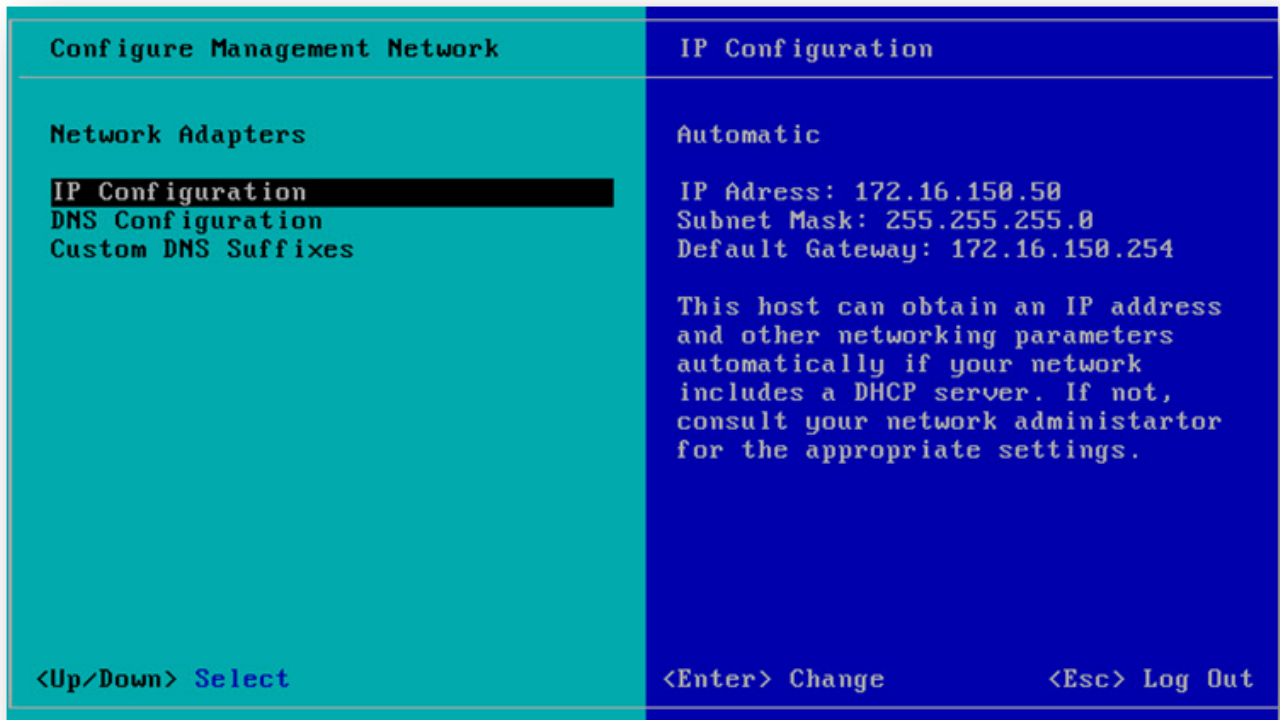 Configure Management Network
IP Configuration
Network Adapters
IP Configuration
DNS Configuration
Custom DNS Suffixes
Automatic
IP Adress: 172.16.150.50
Subnet Mask: 255.255.255.0
Default Gateway: 172.16.150.254
This host can obtain an IP address
and other networking parameters
automatically if your network
includes a DHCP server. If not,
consult your network administartor
for the appropriate settings.
<Up/Down> Select
<Enter> Change
<Esc> Log Out